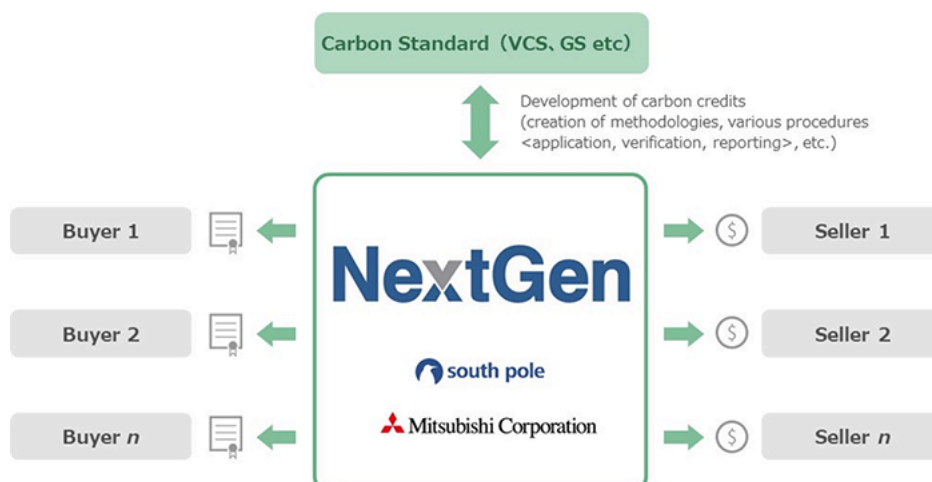 Carbon Standard（VCS、GS etc）
Development of carbon credits
(creation of methodologies, various procedures
<application, verification, reporting>, etc.)
Buyer 1
$
Seller 1
NextGen
Buyer 2
$
Seller 2
south pole
Mitsubishi Corporation
Buyer n
$
Seller n